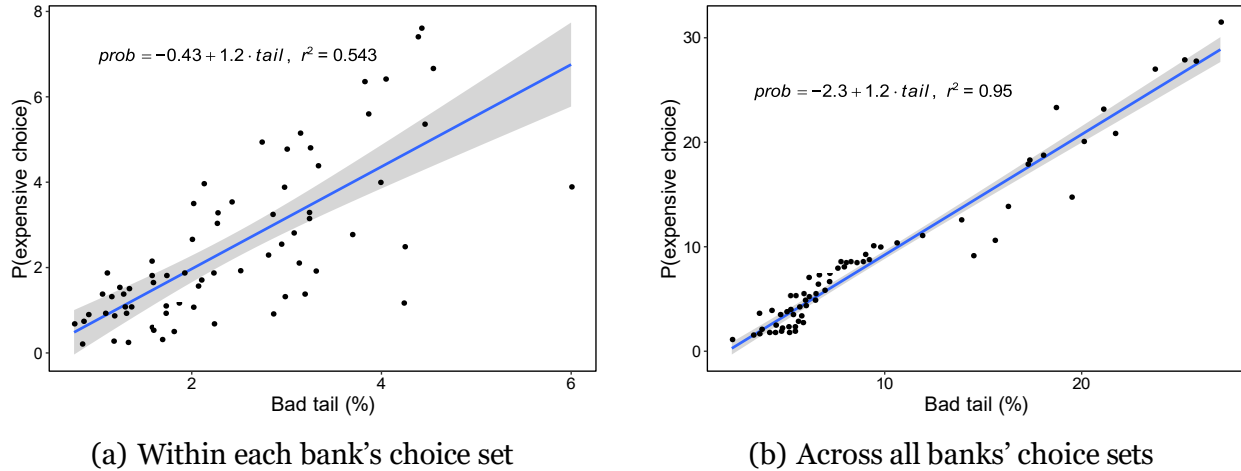 8
6
4
2
0
P(expensive choice)
prob = −0.43 + 1.2 · tail ,  r² = 0.543
2
4
6
Bad tail (%)
(a) Within each bank’s choice set
30
20
10
0
P(expensive choice)
prob = −2.3 + 1.2 · tail ,  r² = 0.95
10
20
Bad tail (%)
(b) Across all banks’ choice sets